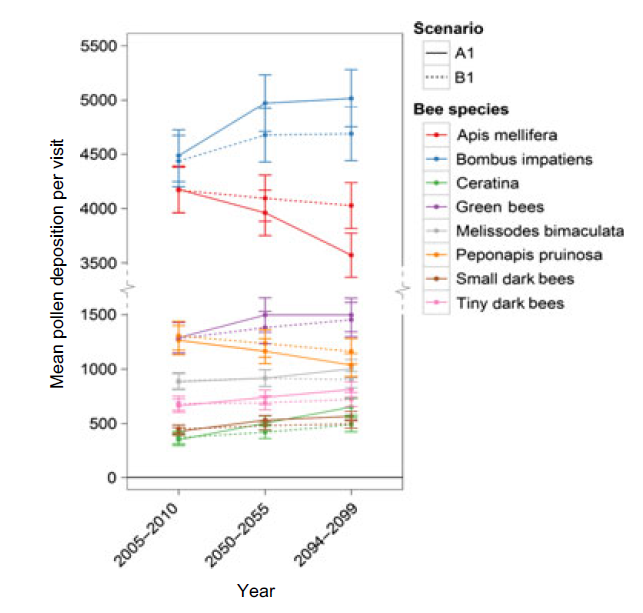 Mean pollen deposition per visit
5500
5000
4500
4000
3500
1500
1000
500
0
2005–2010
2050–2055
2094–2099
Year
Scenario
A1
B1
Bee species
Apis mellifera
Bombus impatiens
Ceratina
Green bees
Melissodes bimaculata
Peponapis pruinosa
Small dark bees
Tiny dark bees